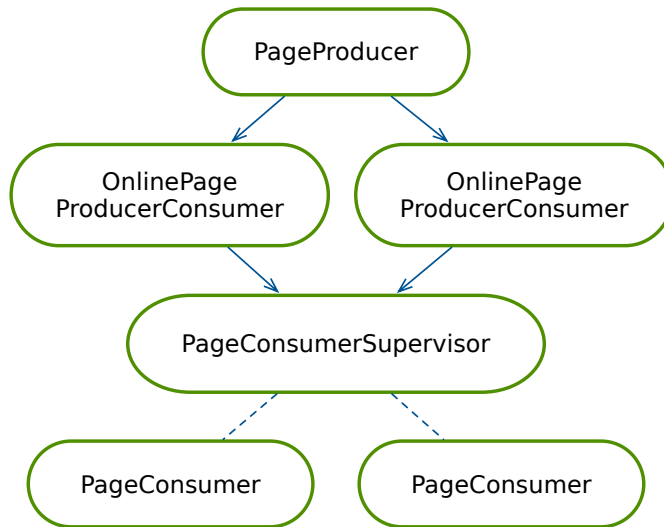 PageProducer
OnlinePage
ProducerConsumer
OnlinePage
ProducerConsumer
PageConsumerSupervisor
PageConsumer
PageConsumer